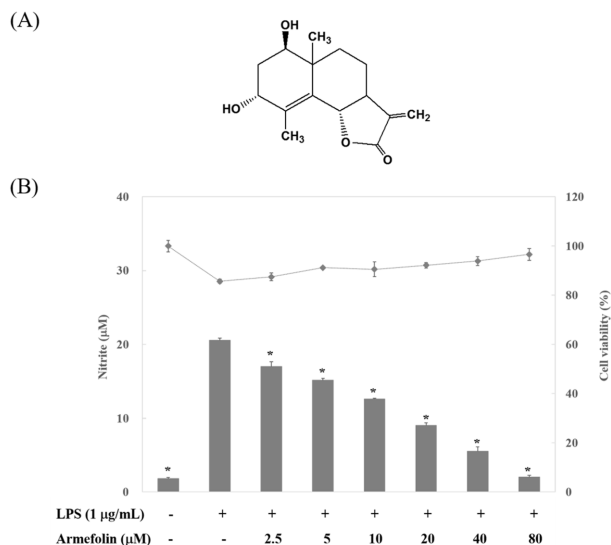 (A)
OH
CH₃
HO
CH₃
CH₂
O
O
(B)
40
120
30
100
80
20
60
40
10
20
0
0
Nitrite (μM)
Cell viability (%)
*
*
*
*
*
*
*
LPS (1 μg/mL) - + + + + + + +
Armefolin (μM) - - 2.5 5 10 20 40 80